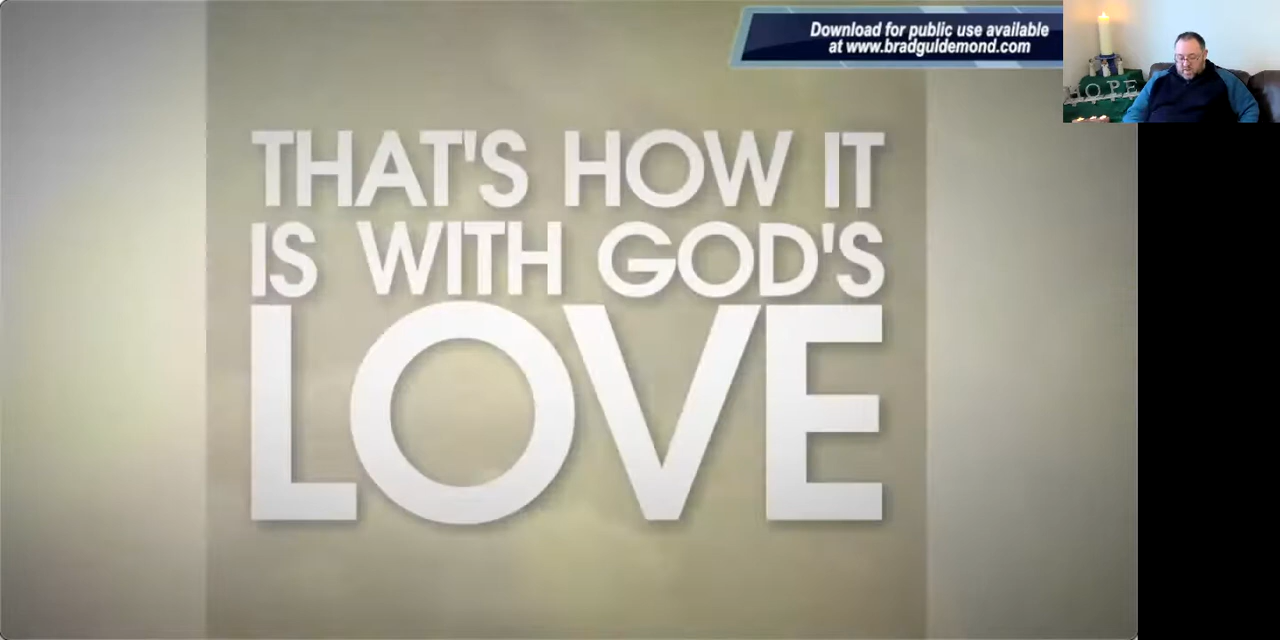 Download for public use available
at www.bradguldemond.com
HOPE
THAT'S HOW IT
IS WITH GOD'S
LOVE